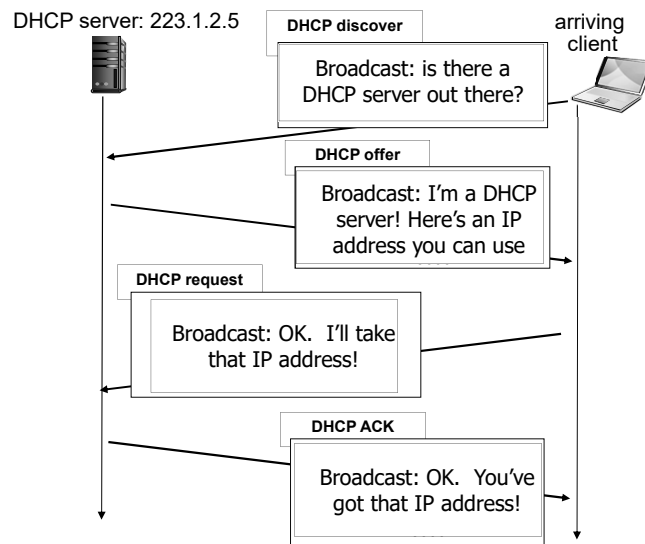 DHCP server: 223.1.2.5
DHCP discover
arriving
client
Broadcast: is there a
DHCP server out there?
DHCP offer
Broadcast: I'm a DHCP
server! Here's an IP
address you can use
DHCP request
Broadcast: OK. I'll take
that IP address!
DHCP ACK
Broadcast: OK. You've
got that IP address!